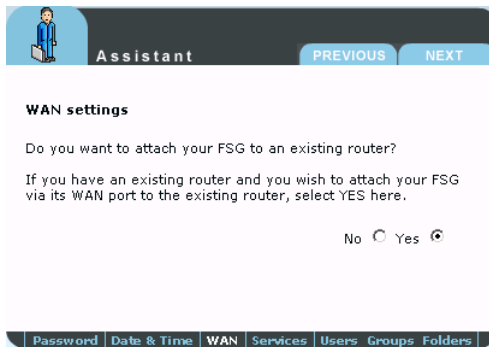 Assistant PREVIOUS NEXT
WAN settings
Do you want to attach your FSG to an existing router?
If you have an existing router and you wish to attach your FSG
via its WAN port to the existing router, select YES here.
No Yes
Password Date & Time WAN Services Users Groups Folders